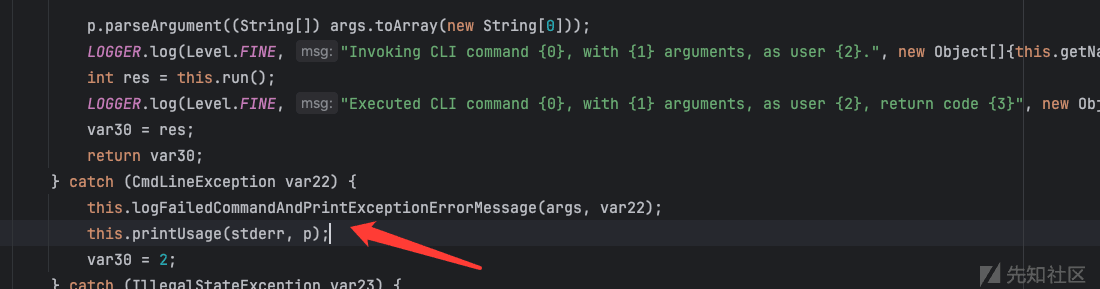 p.parseArgument((String[]) args.toArray(new String[0]));
LOGGER.log(Level.FINE, msg: "Invoking CLI command {0}, with {1} arguments, as user {2}.", new Object[]{this.getNa
int res = this.run();
LOGGER.log(Level.FINE, msg: "Executed CLI command {0}, with {1} arguments, as user {2}, return code {3}", new Obj
var30 = res;
return var30;
} catch (CmdLineException var22) {
this.logFailedCommandAndPrintExceptionErrorMessage(args, var22);
this.printUsage(stderr, p);
var30 = 2;
} catch (IllegalStateException var23) {
先知社区